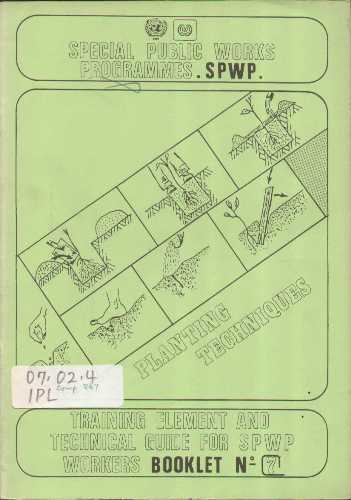 SPECIAL PUBLIC WORKS
PROGRAMMES. SPWP.
PLANTING
TECHNIQUES
07.02.4
IPL
TRAINING ELEMENT AND
TECHNICAL GUIDE FOR SPWP
WORKERS BOOKLET Nº 7